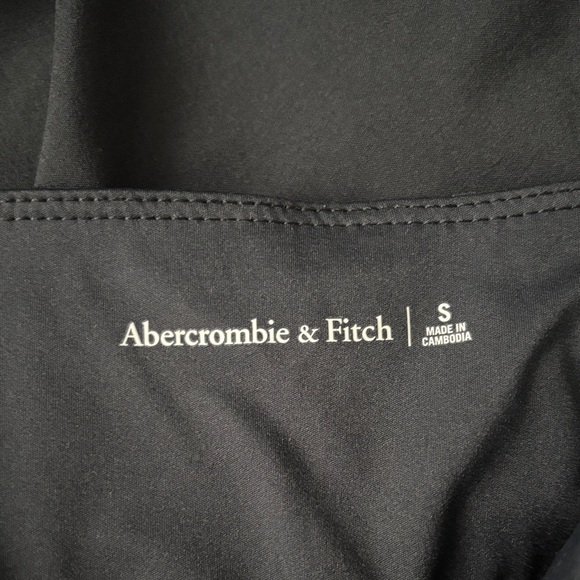 Abercrombie & Fitch | S
MADE IN
CAMBODIA